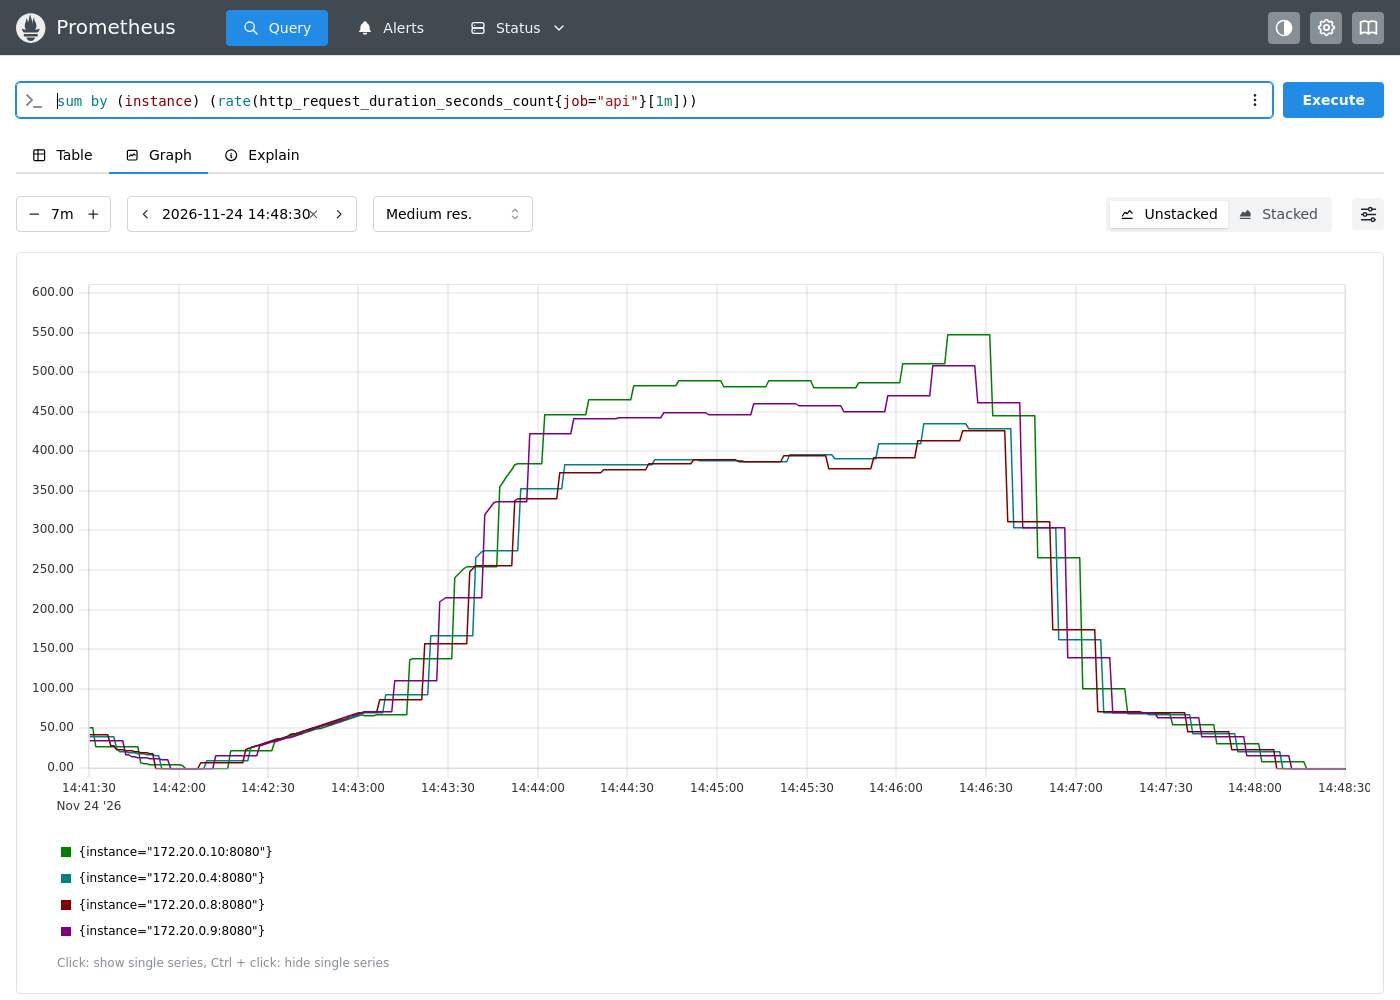 Prometheus
Query
Alerts
Status
sum by (instance) (rate(http_request_duration_seconds_count{job="api"}[1m]))
Execute
Table
Graph
Explain
7m
2026-11-24 14:48:30
Medium res.
Unstacked
Stacked
600.00
550.00
500.00
450.00
400.00
350.00
300.00
250.00
200.00
150.00
100.00
50.00
0.00
14:41:30 14:42:00 14:42:30 14:43:00 14:43:30 14:44:00 14:44:30 14:45:00 14:45:30 14:46:00 14:46:30 14:47:00 14:47:30 14:48:00 14:48:30
Nov 24 '26
{instance="172.20.0.10:8080"}
{instance="172.20.0.4:8080"}
{instance="172.20.0.8:8080"}
{instance="172.20.0.9:8080"}
Click: show single series, Ctrl + click: hide single series